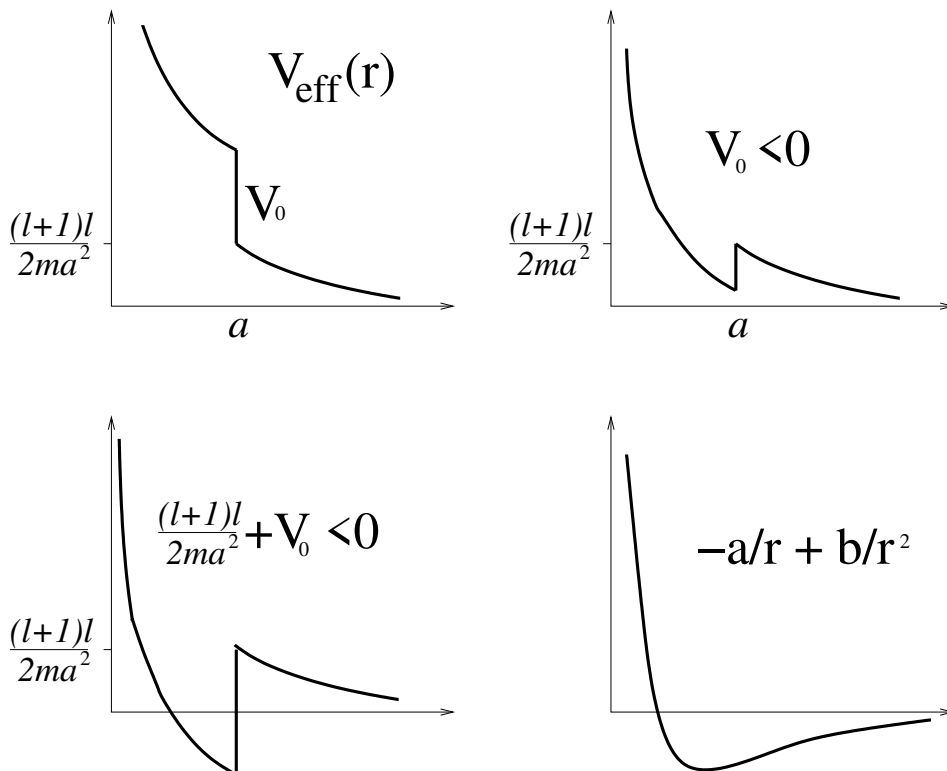 V_eff(r)
V₀
(l+1)l
2ma²
a
V₀ <0
(l+1)l
2ma²
a
(l+1)l
2ma² +V₀ <0
(l+1)l
2ma²
−a/r + b/r²